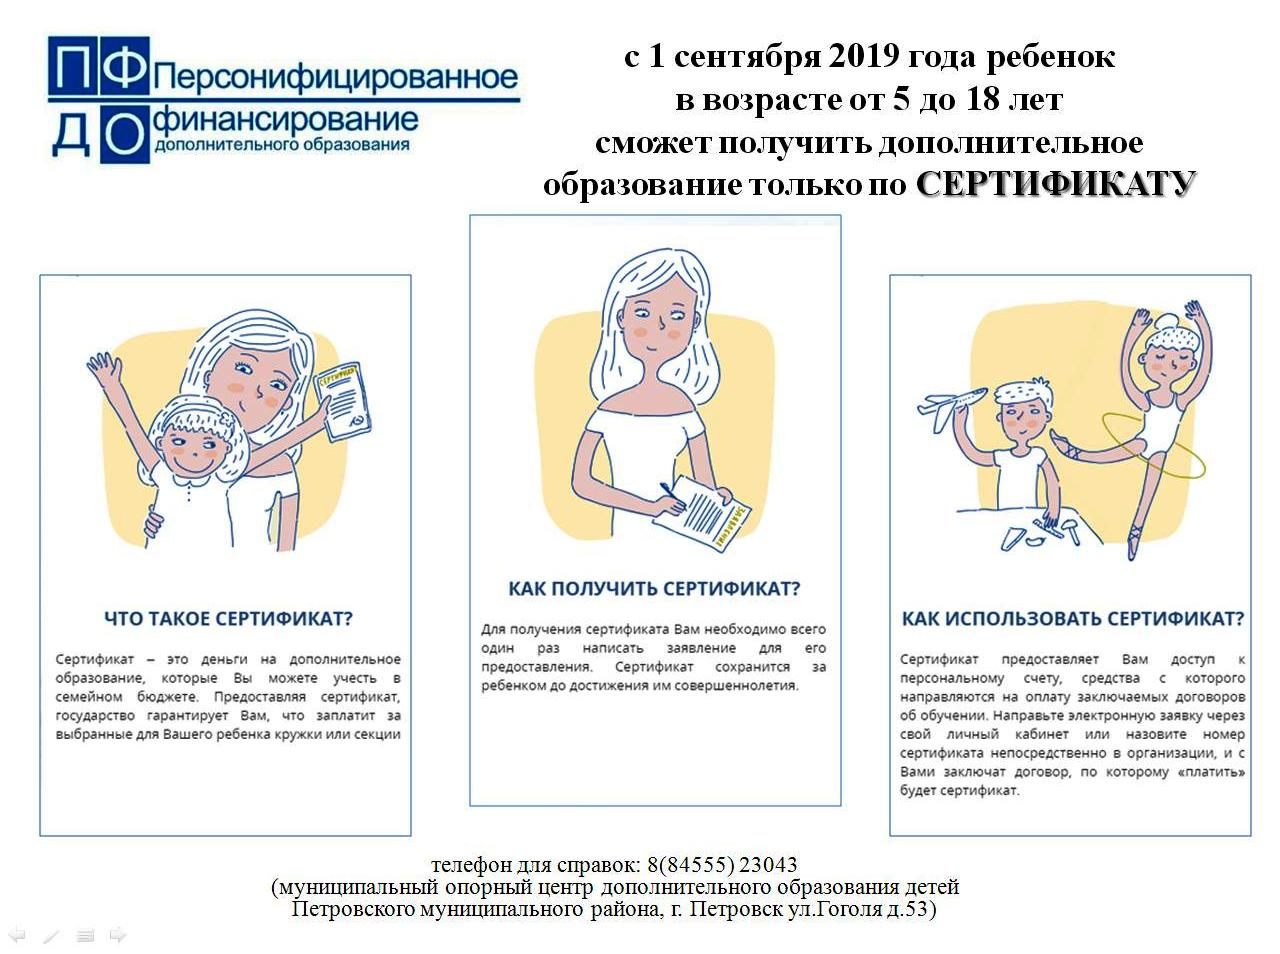 ПФ Персонифицированное
ДО финансирование
дополнительного образования
с 1 сентября 2019 года ребенок
в возрасте от 5 до 18 лет
сможет получить дополнительное
образование только по СЕРТИФИКАТУ
СЕРТИФИКАТ
ЧТО ТАКОЕ СЕРТИФИКАТ?
Сертификат – это деньги на дополнительное
образование, которые Вы можете учесть в
семейном бюджете. Предоставляя сертификат,
государство гарантирует Вам, что заплатит за
выбранные для Вашего ребенка кружки или секции
ЗАЯВЛЕНИЕ
КАК ПОЛУЧИТЬ СЕРТИФИКАТ?
Для получения сертификата Вам необходимо всего
один раз написать заявление для его
предоставления. Сертификат сохранится за
ребенком до достижения им совершеннолетия.
КАК ИСПОЛЬЗОВАТЬ СЕРТИФИКАТ?
Сертификат предоставляет Вам доступ к
персональному счету, средства с которого
направляются на оплату заключаемых договоров
об обучении. Направьте электронную заявку через
свой личный кабинет или назовите номер
сертификата непосредственно в организации, и с
Вами заключат договор, по которому «платить»
будет сертификат.
телефон для справок: 8(84555) 23043
(муниципальный опорный центр дополнительного образования детей
Петровского муниципального района, г. Петровск ул.Гоголя д.53)